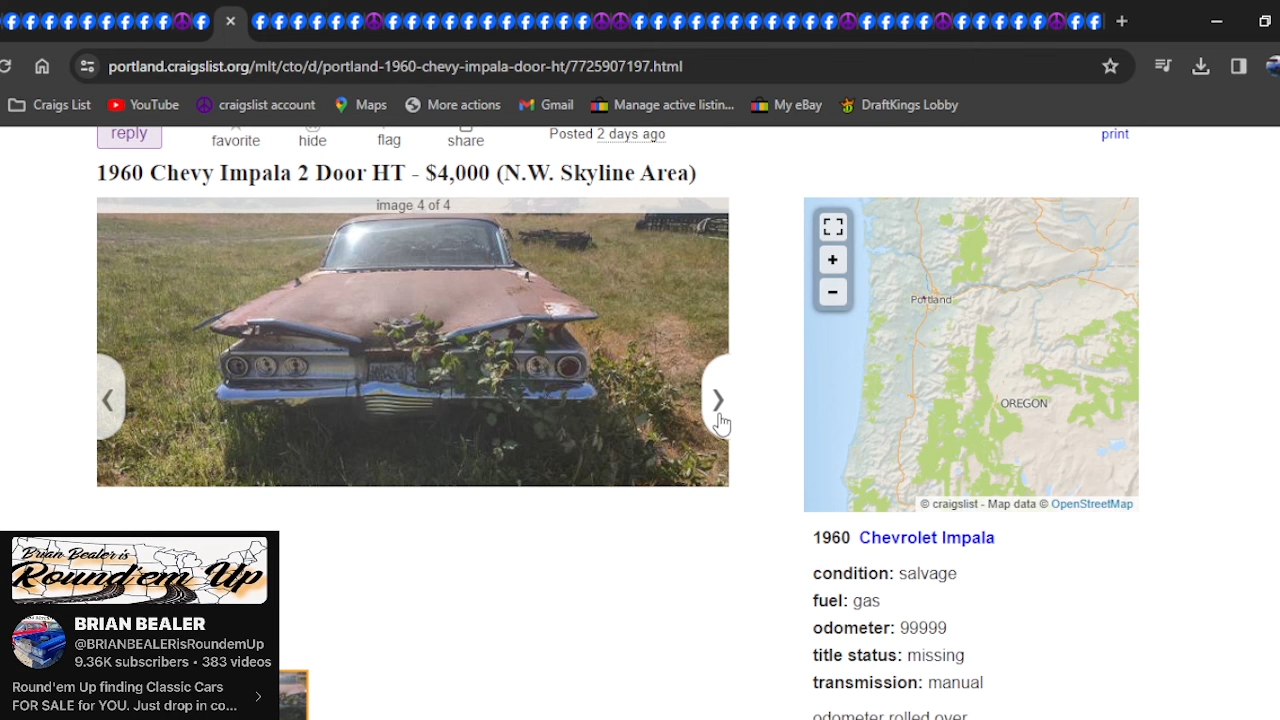 portland.craigslist.org/mlt/cto/d/portland-1960-chevy-impala-door-ht/7725907197.html
Craigs List YouTube craigslist account Maps More actions Gmail Manage active listin... My eBay DraftKings Lobby
reply favorite hide flag share Posted 2 days ago print
1960 Chevy Impala 2 Door HT - $4,000 (N.W. Skyline Area)
image 4 of 4
+
−
Portland
OREGON
© craigslist - Map data © OpenStreetMap
1960 Chevrolet Impala
condition: salvage
fuel: gas
odometer: 99999
title status: missing
transmission: manual
odometer rolled over
Brian Bealer is
Round'em Up
BRIAN BEALER
@BRIANBEALERisRoundemUp
9.36K subscribers • 383 videos
Round'em Up finding Classic Cars
FOR SALE for YOU. Just drop in co...